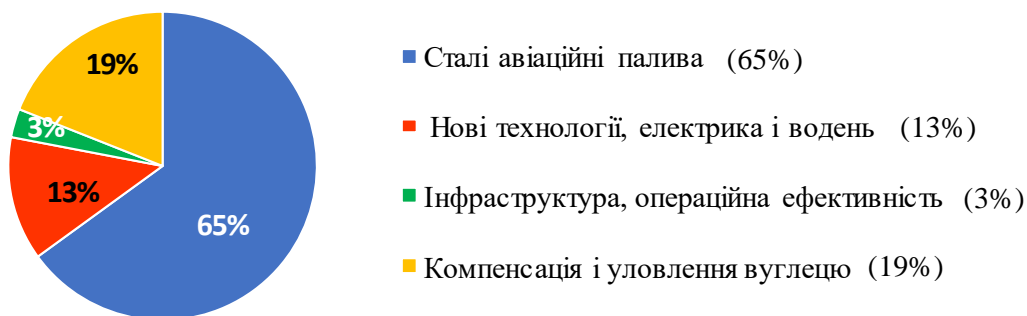 19%
3%
13%
65%
Сталі авіаційні палива (65%)
Нові технології, електрика і водень (13%)
Інфраструктура, операційна ефективність (3%)
Компенсація і уловлення вуглецю (19%)